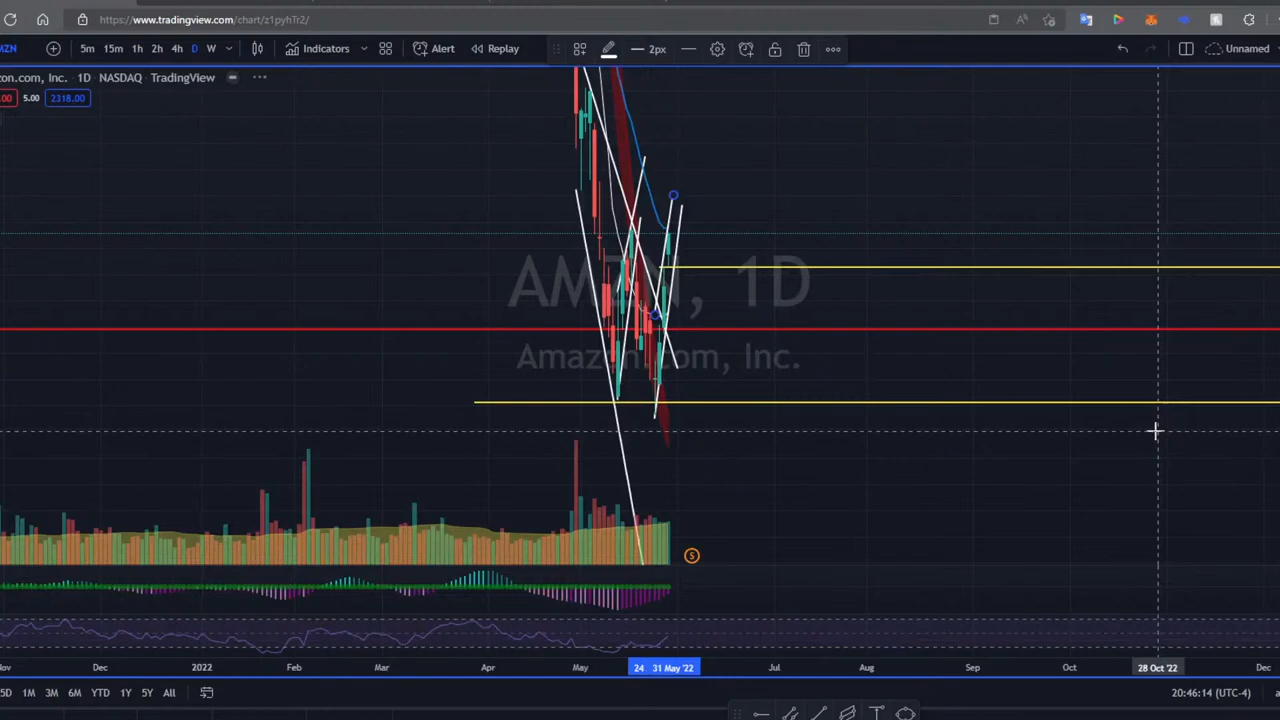 https://www.tradingview.com/chart/z1pyhTr2/
MZN 5m 15m 1h 2h 4h D W Indicators Alert Replay 2px Unnamed
zon.com, Inc. 1D NASDAQ TradingView
.00 5.00 2318.00
AMZN, 1D
Amazon.com, Inc.
S
Nov Dec 2022 Feb Mar Apr May 24 31 May '22 Jul Aug Sep Oct 28 Oct '22 Dec
5D 1M 3M 6M YTD 1Y 5Y All 20:46:14 (UTC-4)